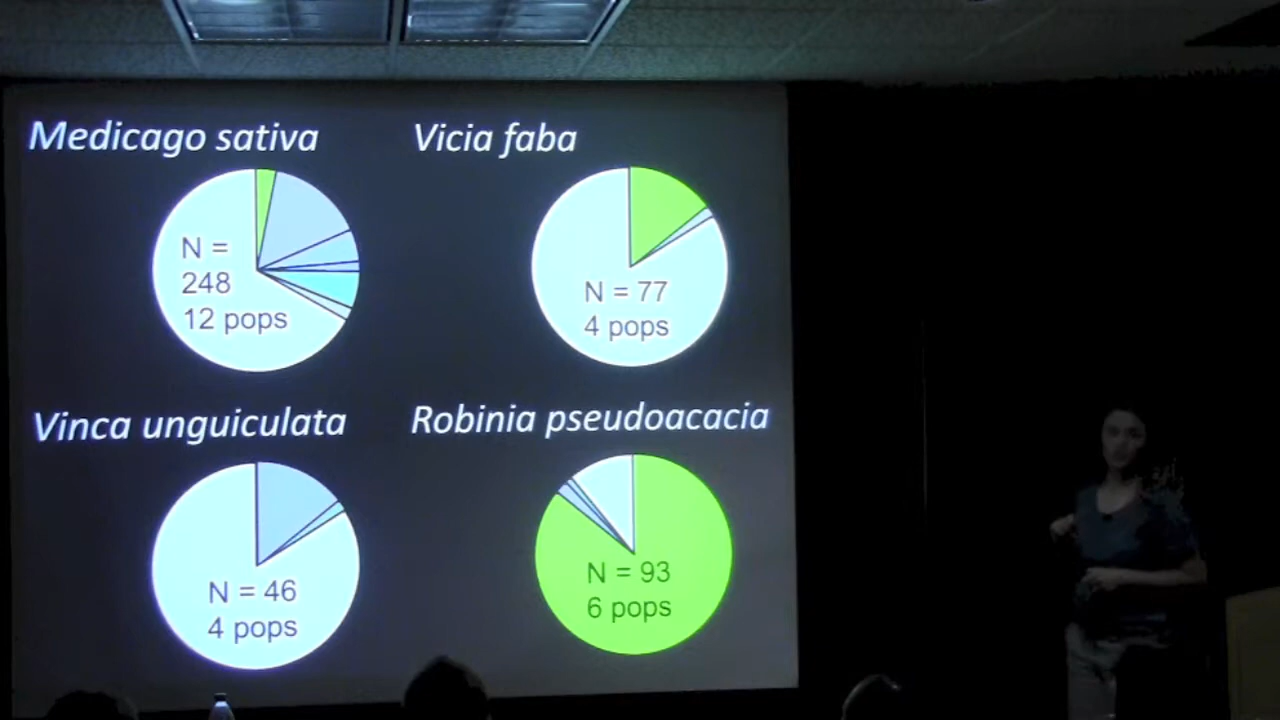 Medicago sativa
N =
248
12 pops
Vicia faba
N = 77
4 pops
Vinca unguiculata
N = 46
4 pops
Robinia pseudoacacia
N = 93
6 pops